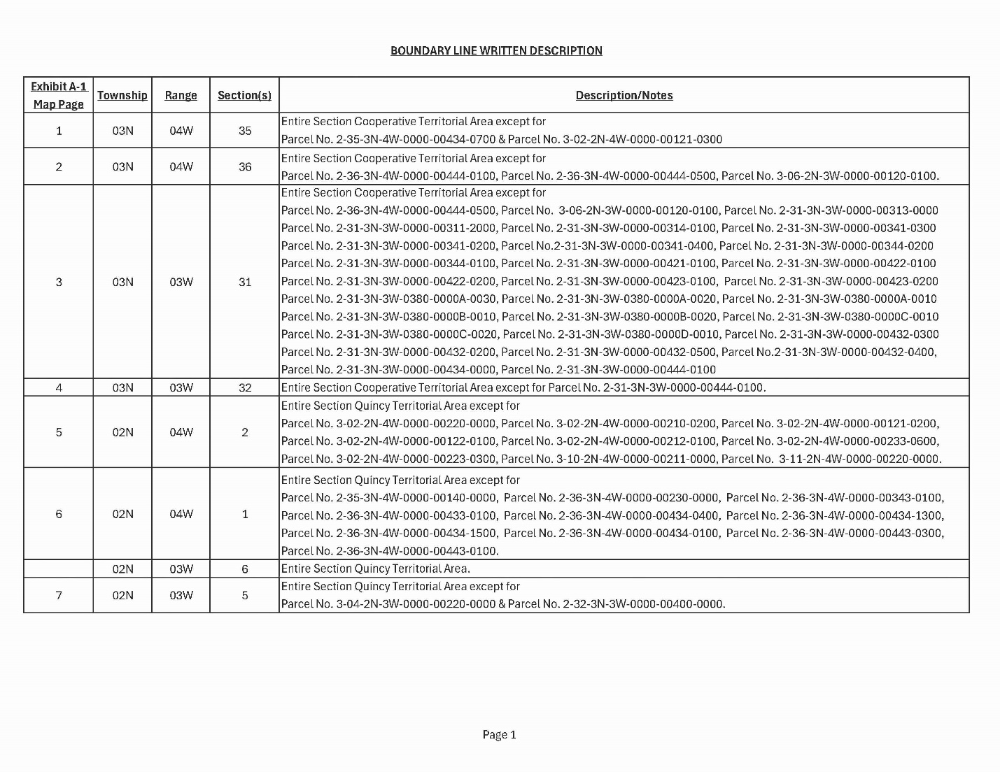 BOUNDARY LINE WRITTEN DESCRIPTION
Exhibit A-1 Map Page Township Range Section(s) Description/Notes
1 03N 04W 35 Entire Section Cooperative Territorial Area except for
Parcel No. 2-35-3N-4W-0000-00434-0700 & Parcel No. 3-02-2N-4W-0000-00121-0300
2 03N 04W 36 Entire Section Cooperative Territorial Area except for
Parcel No. 2-36-3N-4W-0000-00444-0100, Parcel No. 2-36-3N-4W-0000-00444-0500, Parcel No. 3-06-2N-3W-0000-00120-0100.
3 03N 03W 31 Entire Section Cooperative Territorial Area except for
Parcel No. 2-36-3N-4W-0000-00444-0500, Parcel No. 3-06-2N-3W-0000-00120-0100, Parcel No. 2-31-3N-3W-0000-00313-0000
Parcel No. 2-31-3N-3W-0000-00311-2000, Parcel No. 2-31-3N-3W-0000-00314-0100, Parcel No. 2-31-3N-3W-0000-00341-0300
Parcel No. 2-31-3N-3W-0000-00341-0200, Parcel No.2-31-3N-3W-0000-00341-0400, Parcel No. 2-31-3N-3W-0000-00344-0200
Parcel No. 2-31-3N-3W-0000-00344-0100, Parcel No. 2-31-3N-3W-0000-00421-0100, Parcel No. 2-31-3N-3W-0000-00422-0100
Parcel No. 2-31-3N-3W-0000-00422-0200, Parcel No. 2-31-3N-3W-0000-00423-0100, Parcel No. 2-31-3N-3W-0000-00423-0200
Parcel No. 2-31-3N-3W-0380-0000A-0030, Parcel No. 2-31-3N-3W-0380-0000A-0020, Parcel No. 2-31-3N-3W-0380-0000A-0010
Parcel No. 2-31-3N-3W-0380-0000B-0010, Parcel No. 2-31-3N-3W-0380-0000B-0020, Parcel No. 2-31-3N-3W-0380-0000C-0010
Parcel No. 2-31-3N-3W-0380-0000C-0020, Parcel No. 2-31-3N-3W-0380-0000D-0010, Parcel No. 2-31-3N-3W-0000-00432-0300
Parcel No. 2-31-3N-3W-0000-00432-0200, Parcel No. 2-31-3N-3W-0000-00432-0500, Parcel No.2-31-3N-3W-0000-00432-0400,
Parcel No. 2-31-3N-3W-0000-00434-0000, Parcel No. 2-31-3N-3W-0000-00444-0100
4 03N 03W 32 Entire Section Cooperative Territorial Area except for Parcel No. 2-31-3N-3W-0000-00444-0100.
5 02N 04W 2 Entire Section Quincy Territorial Area except for
Parcel No. 3-02-2N-4W-0000-00220-0000, Parcel No. 3-02-2N-4W-0000-00210-0200, Parcel No. 3-02-2N-4W-0000-00121-0200,
Parcel No. 3-02-2N-4W-0000-00122-0100, Parcel No. 3-02-2N-4W-0000-00212-0100, Parcel No. 3-02-2N-4W-0000-00233-0600,
Parcel No. 3-02-2N-4W-0000-00223-0300, Parcel No. 3-10-2N-4W-0000-00211-0000, Parcel No. 3-11-2N-4W-0000-00220-0000.
6 02N 04W 1 Entire Section Quincy Territorial Area except for
Parcel No. 2-35-3N-4W-0000-00140-0000, Parcel No. 2-36-3N-4W-0000-00230-0000, Parcel No. 2-36-3N-4W-0000-00343-0100,
Parcel No. 2-36-3N-4W-0000-00433-0100, Parcel No. 2-36-3N-4W-0000-00434-0400, Parcel No. 2-36-3N-4W-0000-00434-1300,
Parcel No. 2-36-3N-4W-0000-00434-1500, Parcel No. 2-36-3N-4W-0000-00434-0100, Parcel No. 2-36-3N-4W-0000-00443-0300,
Parcel No. 2-36-3N-4W-0000-00443-0100.
02N 03W 6 Entire Section Quincy Territorial Area.
7 02N 03W 5 Entire Section Quincy Territorial Area except for
Parcel No. 3-04-2N-3W-0000-00220-0000 & Parcel No. 2-32-3N-3W-0000-00400-0000.
Page 1